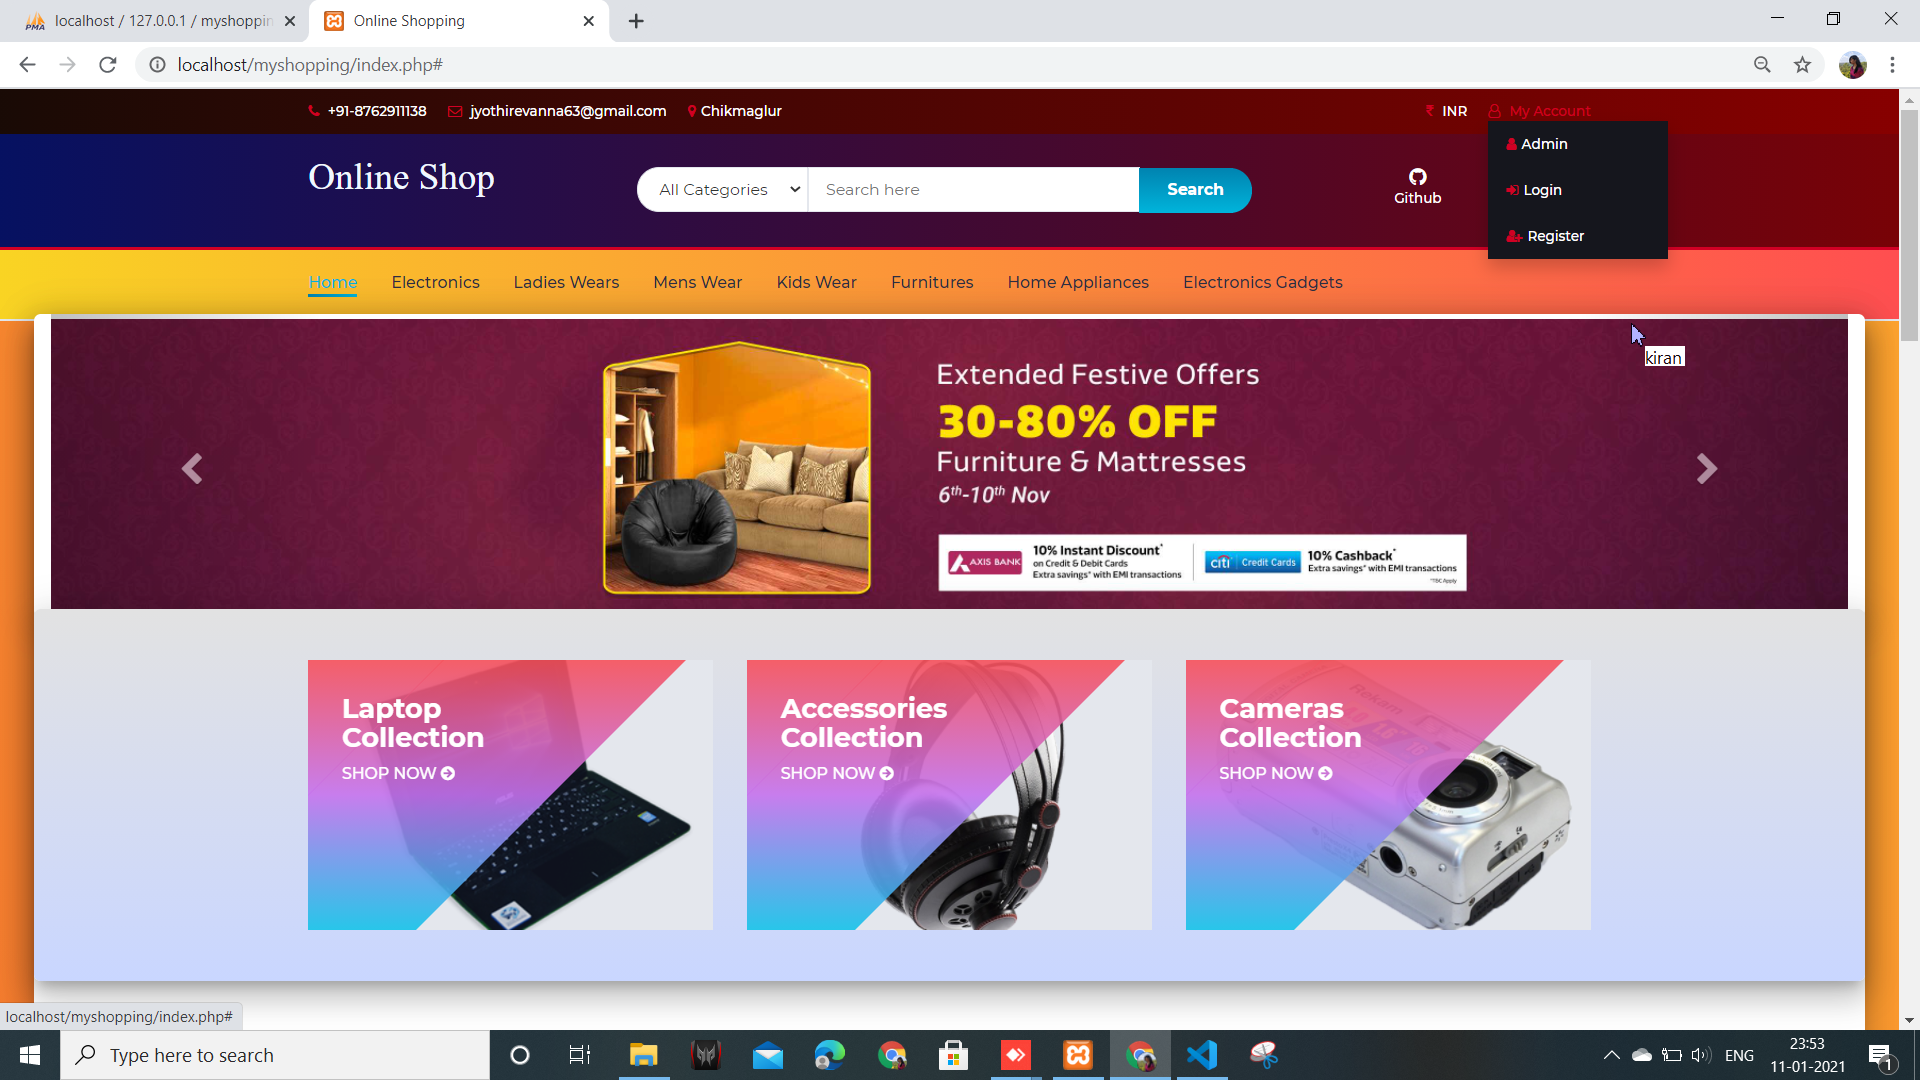 localhost / 127.0.0.1 / myshoppin
Online Shopping
localhost/myshopping/index.php#
+91-8762911138 jyothirevanna63@gmail.com Chikmaglur
INR My Account
Admin
Login
Register
Online Shop
All Categories
Search here
Search
Github
Home Electronics Ladies Wears Mens Wear Kids Wear Furnitures Home Appliances Electronics Gadgets
kiran
Extended Festive Offers
30-80% OFF
Furniture & Mattresses
6th-10th Nov
AXIS BANK
10% Instant Discount*
on Credit & Debit Cards
Extra savings* with EMI transactions
citi Credit Cards
10% Cashback*
Extra savings* with EMI transactions
*T&C Apply
Laptop
Collection
SHOP NOW
Accessories
Collection
SHOP NOW
Cameras
Collection
SHOP NOW
localhost/myshopping/index.php#
Type here to search
ENG
23:53
11-01-2021
1